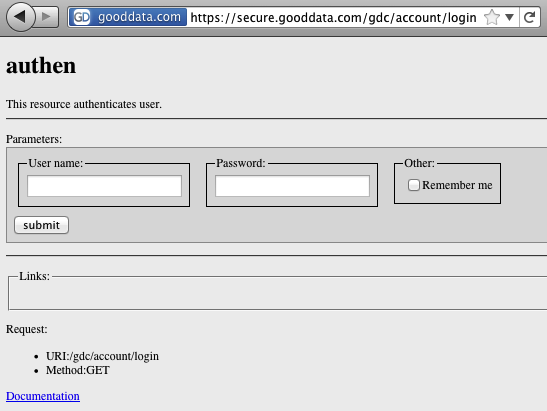 GD gooddata.com https://secure.gooddata.com/gdc/account/login
authen
This resource authenticates user.
Parameters:
User name: Password: Other:
Remember me
submit
Links:
Request:
URI:/gdc/account/login
Method:GET
Documentation